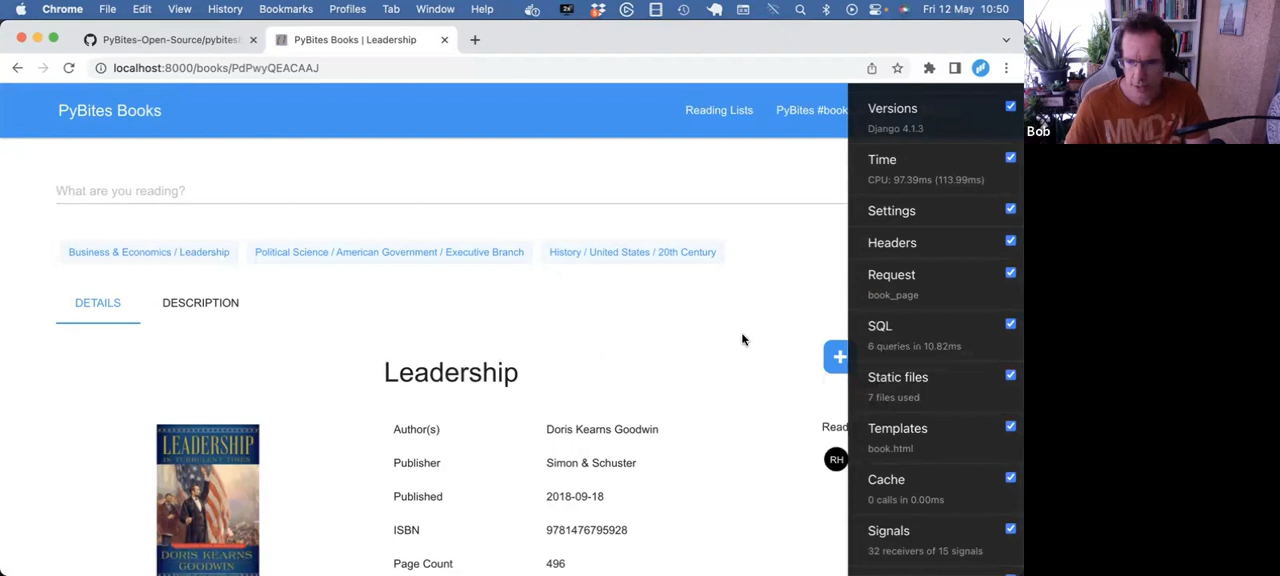 Chrome File Edit View History Bookmarks Profiles Tab Window Help Fri 12 May 10:50
PyBites-Open-Source/pybitesb
PyBites Books | Leadership
localhost:8000/books/PdPwyQEACAAJ
PyBites Books
Reading Lists
PyBites #book
What are you reading?
Business & Economics / Leadership
Political Science / American Government / Executive Branch
History / United States / 20th Century
DETAILS
DESCRIPTION
Leadership
LEADERSHIP
IN TURBULENT TIMES
DORIS KEARNS
GOODWIN
Author(s) Doris Kearns Goodwin
Publisher Simon & Schuster
Published 2018-09-18
ISBN 9781476795928
Page Count 496
Read
RH
Versions
Django 4.1.3
Time
CPU: 97.39ms (113.99ms)
Settings
Headers
Request
book_page
SQL
6 queries in 10.82ms
Static files
7 files used
Templates
book.html
Cache
0 calls in 0.00ms
Signals
32 receivers of 15 signals
Bob